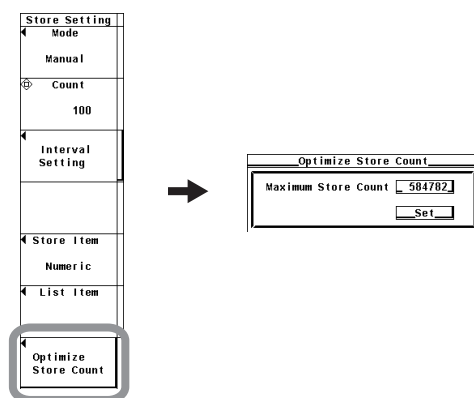 Store Setting
Mode
Manual
Count
100
Interval
Setting
Store Item
Numeric
List Item
Optimize
Store Count
Optimize Store Count
Maximum Store Count 584782
Set